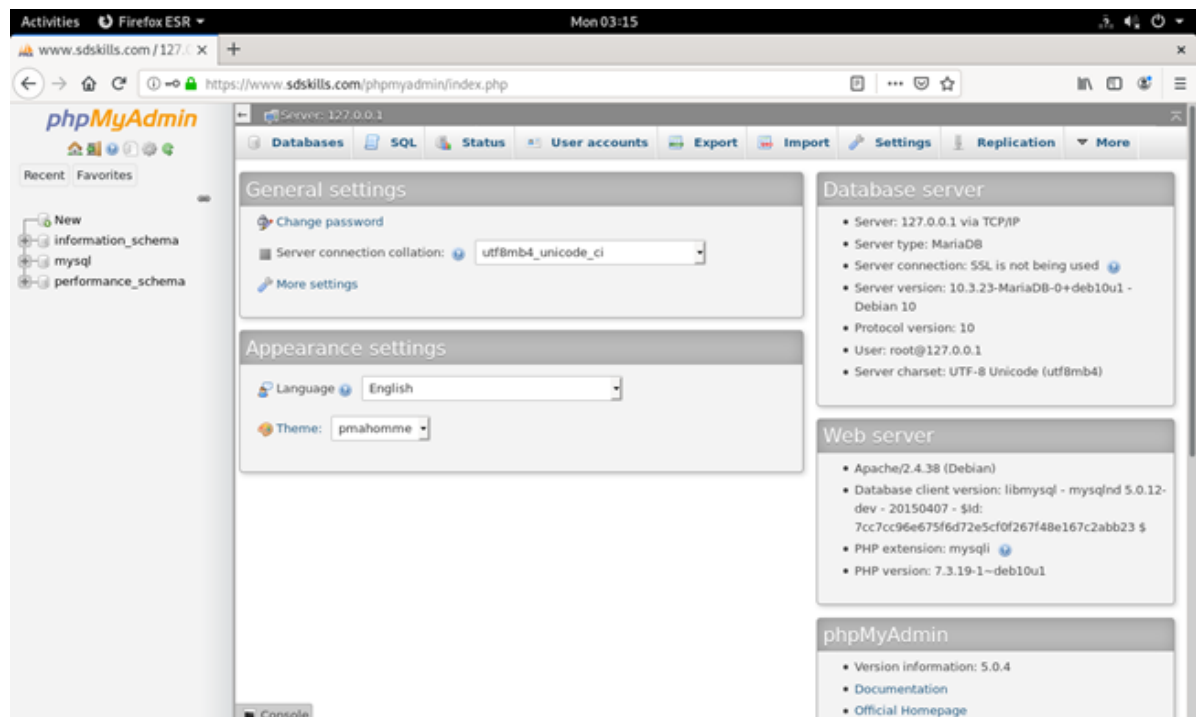 Activities Firefox ESR Mon 03:15
www.sdskills.com / 127.0
https://www.sdskills.com/phpmyadmin/index.php
phpMyAdmin
Recent Favorites
New
information_schema
mysql
performance_schema
Server: 127.0.0.1
Databases SQL Status User accounts Export Import Settings Replication More
General settings
Change password
Server connection collation: utf8mb4_unicode_ci
More settings
Appearance settings
Language English
Theme: pmahomme
Database server
• Server: 127.0.0.1 via TCP/IP
• Server type: MariaDB
• Server connection: SSL is not being used
• Server version: 10.3.23-MariaDB-0+deb10u1 -
Debian 10
• Protocol version: 10
• User: root@127.0.0.1
• Server charset: UTF-8 Unicode (utf8mb4)
Web server
• Apache/2.4.38 (Debian)
• Database client version: libmysql - mysqlnd 5.0.12-
dev - 20150407 - $Id:
7cc7cc96e675f6d72e5cf0f267f48e167c2abb23 $
• PHP extension: mysqli
• PHP version: 7.3.19-1~deb10u1
phpMyAdmin
• Version information: 5.0.4
• Documentation
• Official Homepage
Console